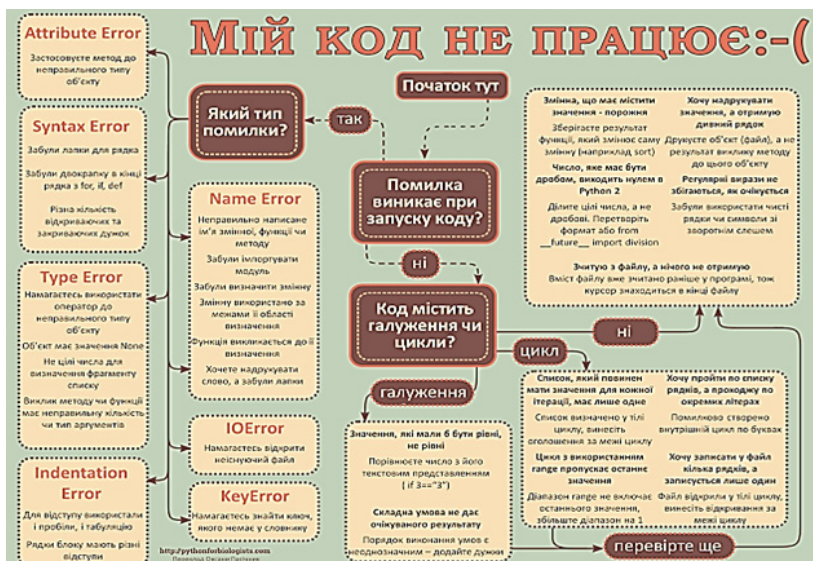 МІЙ КОД НЕ ПРАЦЮЄ:-(
Початок тут
Помилка
виникає при
запуску коду?
так
ні
Який тип
помилки?
Attribute Error
Застосовуєте метод до
неправильного типу
об'єкту
Syntax Error
Забули лапки для рядка
Забули двокрапку в кінці
рядка з for, if, def
Різна кількість
відкриваючих та
закриваючих дужок
Type Error
Намагаєтесь використати
оператор до
неправильного типу
об'єкту
Об'єкт має значення None
Не цілі числа для
визначення фрагменту
списку
Виклик методу чи функції
має неправильну кількість
чи тип аргументів
Indentation
Error
Для відступу використали
і пробіли, і табуляцію
Рядки блоку мають різні
відступи
Name Error
Неправильно написане
ім'я змінної, функції чи
методу
Забули імпортувати
модуль
Забули визначити змінну
Змінну використано за
межами її області
визначення
Функція викликається до її
визначення
Хочете надрукувати
слово, а забули лапки
IOError
Намагаєтесь відкрити
неіснуючий файл
KeyError
Намагаєтесь знайти ключ,
якого немає у словнику
http://pythonforbiologists.com
Код містить
галуження чи
цикли?
ні
цикл
галуження
Значення, які мали б бути рівні,
не рівні
Порівнюєте число з його
текстовим представленням
( if 3=="3")
Складна умова не дає
очікуваного результату
Порядок виконання умов є
неоднозначним – додайте дужки
Список, який повинен
мати значення для кожної
ітерації, має лише одне
Список визначено у тілі
циклу, винесіть
оголошення за межі циклу
Цикл з використанням
range пропускає останнє
значення
Діапазон range не включає
останнього значення,
збільште діапазон на 1
Хочу пройти по списку
рядків, а проходжу по
окремих літерах
Помилково створено
внутрішній цикл по буквах
Хочу записати у файл
кілька рядків, а
записується лише один
Файл відкрили у тілі циклу,
винесіть відкривання за
межі циклу
перевірте ще
Змінна, що має містити
значення - порожня
Зберігаєте результат
функції, який змінює саму
змінну (наприклад sort)
Число, яке має бути
дробом, виходить нулем в
Python 2
Ділите цілі числа, а не
дробові. Перетворіть
формат або from
__future__ import division
Хочу надрукувати
значення, а отримую
дивний рядок
Друкуєте об'єкт (файл), а не
результат виклику методу
до цього об'єкту
Регулярні вирази не
збігаються, як очікується
Забули використати чисті
рядки чи символи зі
зворотнім слешем
Зчитую з файлу, а нічого не отримую
Вміст файлу вже зчитано раніше у програмі, тож
курсор знаходиться в кінці файлу